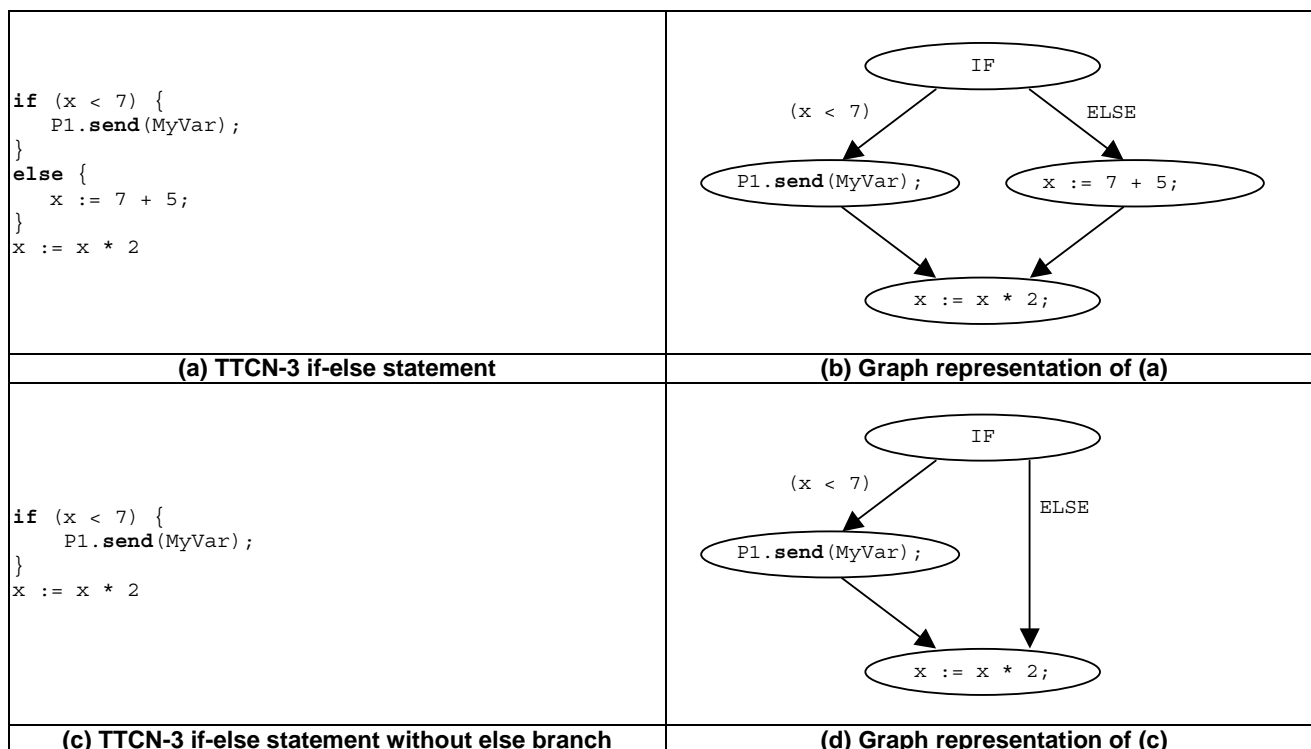 if (x < 7) {
P1.send(MyVar);
}
else {
x := 7 + 5;
}
x := x * 2
IF
(x < 7)
ELSE
P1.send(MyVar);
x := 7 + 5;
x := x * 2;
(a) TTCN-3 if-else statement
(b) Graph representation of (a)
if (x < 7) {
P1.send(MyVar);
}
x := x * 2
IF
(x < 7)
ELSE
P1.send(MyVar);
x := x * 2;
(c) TTCN-3 if-else statement without else branch
(d) Graph representation of (c)